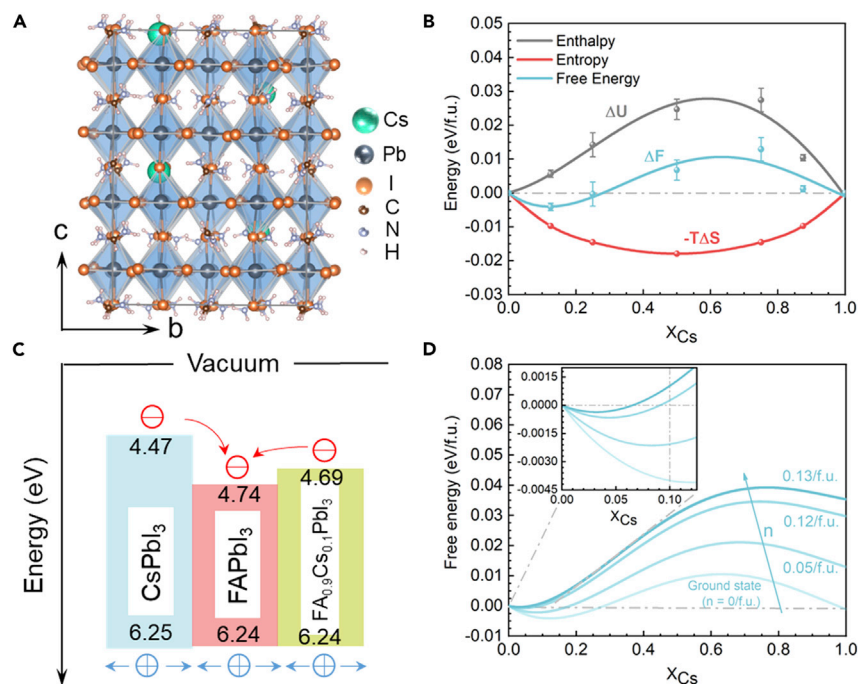 A
Cs
Pb
I
C
N
H
c
b
B
Enthalpy
Entropy
Free Energy
ΔU
ΔF
-TΔS
Energy (eV/f.u.)
0.04
0.03
0.02
0.01
0.00
-0.01
-0.02
-0.03
0.0 0.2 0.4 0.6 0.8 1.0
XCs
C
Vacuum
Energy (eV)
4.47
4.74
4.69
CsPbI3
FAPbI3
FA0.9Cs0.1PbI3
6.25
6.24
6.24
D
Free energy (eV/f.u.)
0.08
0.07
0.06
0.05
0.04
0.03
0.02
0.01
0.00
-0.01
0.0015
0.0000
-0.0015
-0.0030
-0.0045
0.00 0.05 0.10
XCs
0.13/f.u.
0.12/f.u.
n
0.05/f.u.
Ground state
(n = 0/f.u.)
0.0 0.2 0.4 0.6 0.8 1.0
XCs